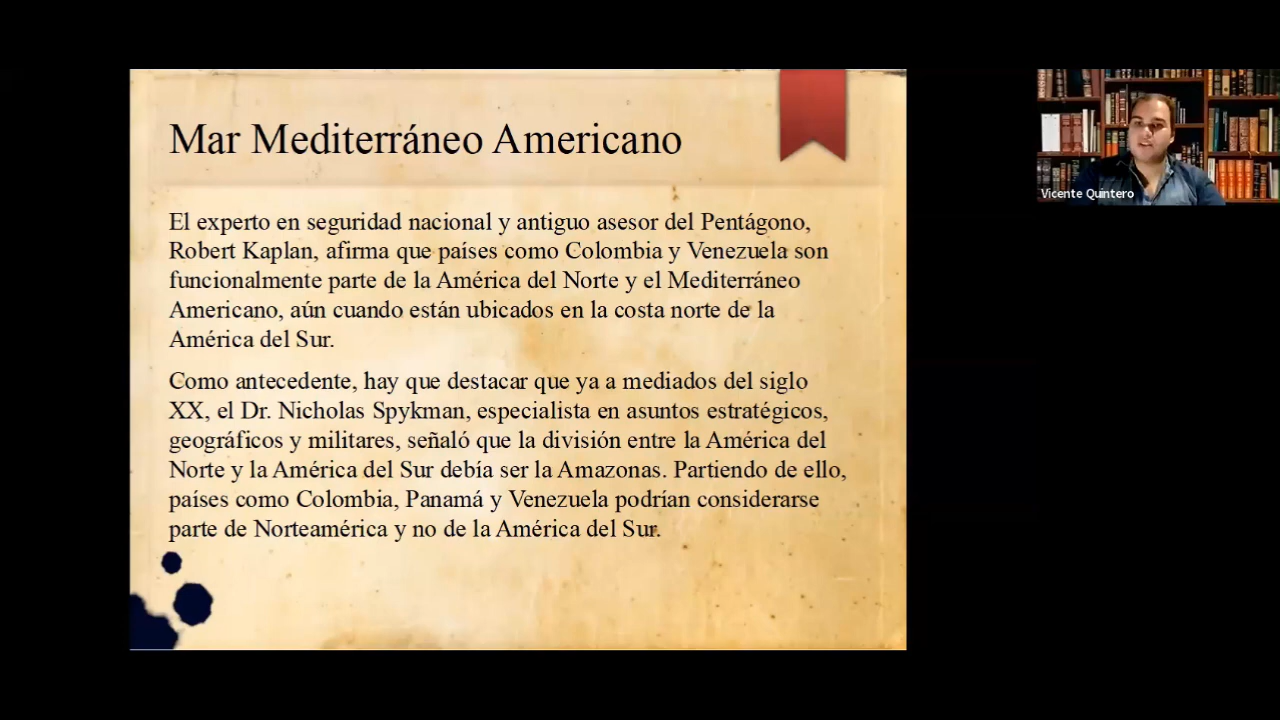 Mar Mediterráneo Americano
El experto en seguridad nacional y antiguo asesor del Pentágono,
Robert Kaplan, afirma que países como Colombia y Venezuela son
funcionalmente parte de la América del Norte y el Mediterráneo
Americano, aún cuando están ubicados en la costa norte de la
América del Sur.
Como antecedente, hay que destacar que ya a mediados del siglo
XX, el Dr. Nicholas Spykman, especialista en asuntos estratégicos,
geográficos y militares, señaló que la división entre la América del
Norte y la América del Sur debía ser la Amazonas. Partiendo de ello,
países como Colombia, Panamá y Venezuela podrían considerarse
parte de Norteamérica y no de la América del Sur.
Vicente Quintero